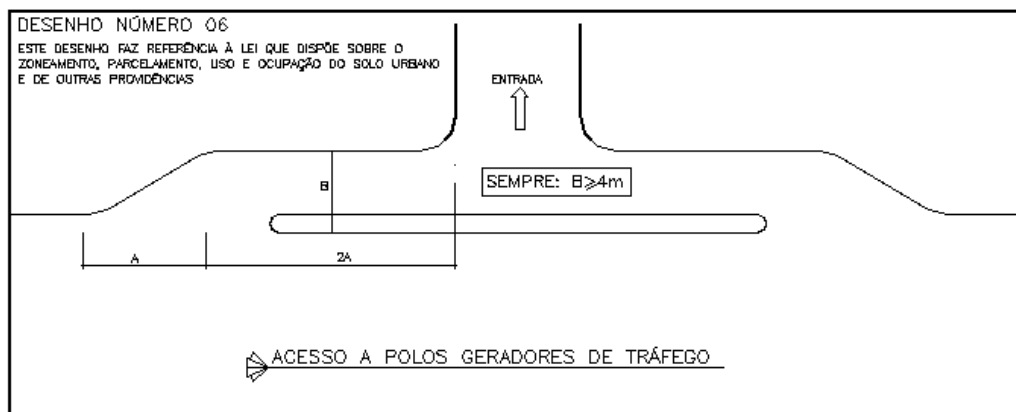 DESENHO NÚMERO 06
ESTE DESENHO FAZ REFERÊNCIA À LEI QUE DISPÕE SOBRE O
ZONEAMENTO, PARCELAMENTO, USO E OCUPAÇÃO DO SOLO URBANO
E DE OUTRAS PROVIDÊNCIAS
ENTRADA
B
SEMPRE: B≥4m
A
2A
ACESSO A POLOS GERADORES DE TRÁFEGO